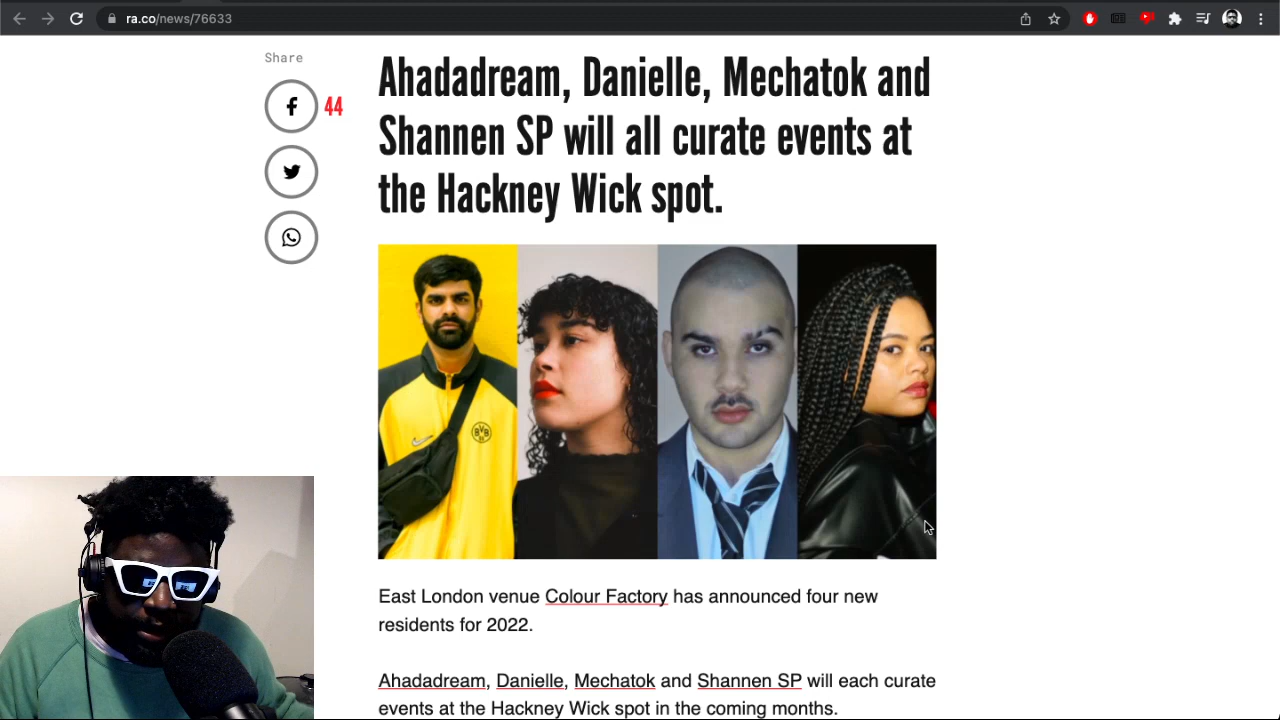 ra.co/news/76633
Share
44
Ahadadream, Danielle, Mechatok and
Shannen SP will all curate events at
the Hackney Wick spot.
BVB
East London venue Colour Factory has announced four new
residents for 2022.
Ahadadream, Danielle, Mechatok and Shannen SP will each curate
events at the Hackney Wick spot in the coming months.